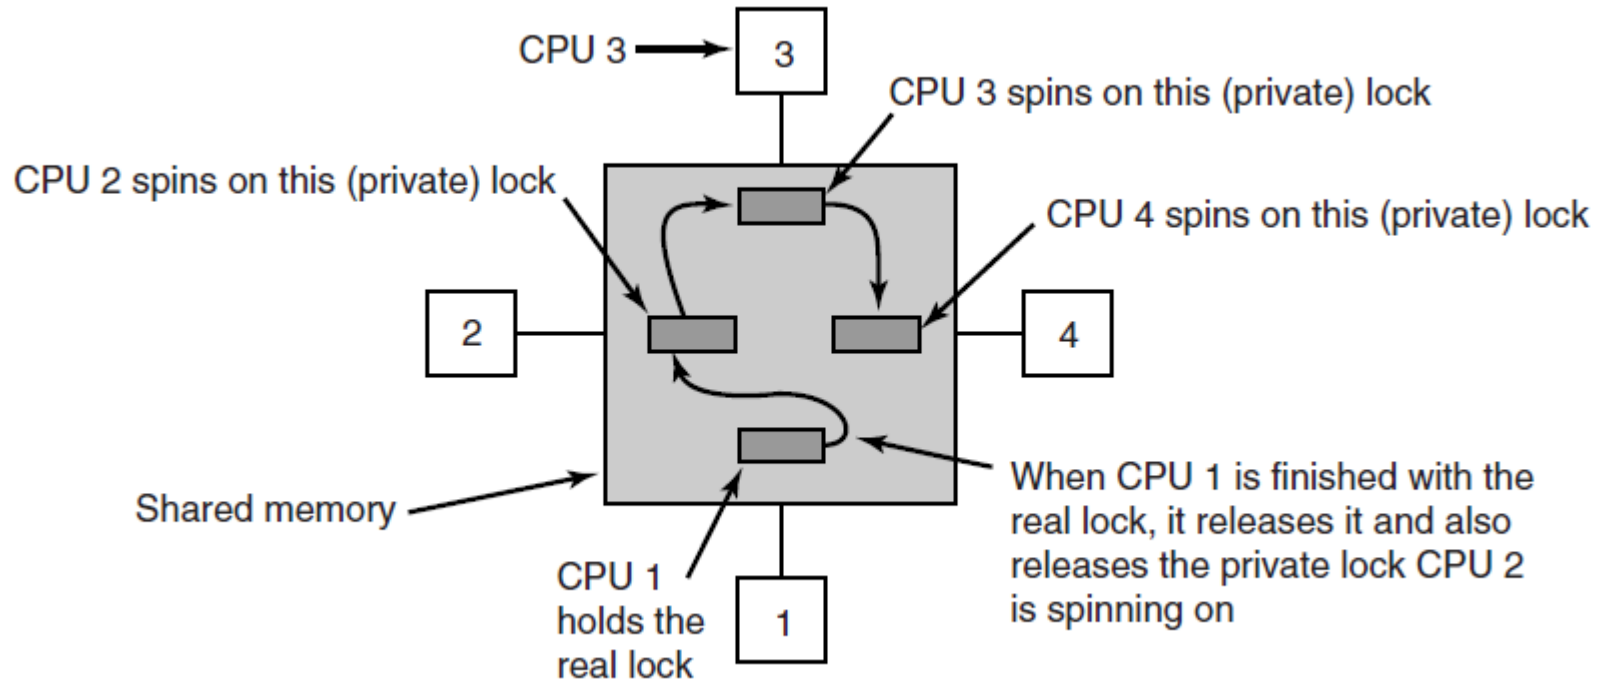 CPU 3
3
CPU 3 spins on this (private) lock
CPU 2 spins on this (private) lock
CPU 4 spins on this (private) lock
2
4
Shared memory
CPU 1
holds the
real lock
1
When CPU 1 is finished with the
real lock, it releases it and also
releases the private lock CPU 2
is spinning on